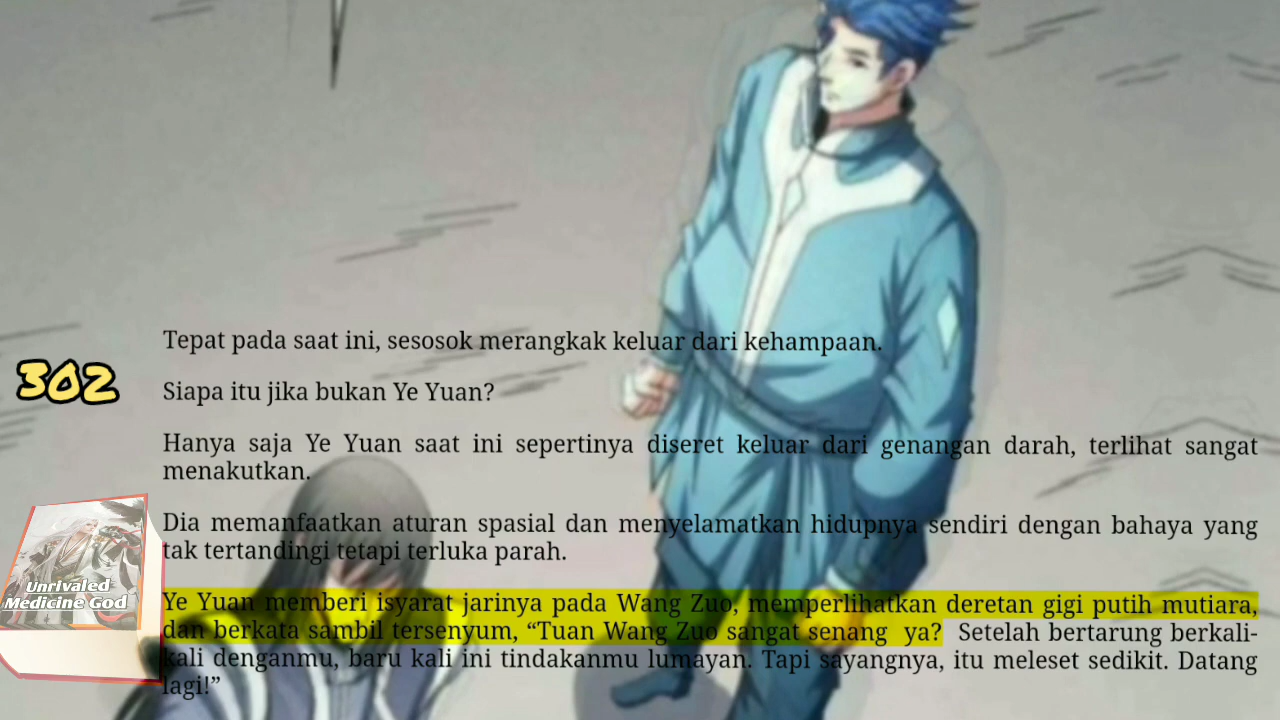 Tepat pada saat ini, sesosok merangkak keluar dari kehampaan.
302
Siapa itu jika bukan Ye Yuan?
Hanya saja Ye Yuan saat ini sepertinya diseret keluar dari genangan darah, terlihat sangat
menakutkan.
Dia memanfaatkan aturan spasial dan menyelamatkan hidupnya sendiri dengan bahaya yang
tak tertandingi tetapi terluka parah.
Unrivaled
Medicine God
Ye Yuan memberi isyarat jarinya pada Wang Zuo, memperlihatkan deretan gigi putih mutiara,
dan berkata sambil tersenyum, “Tuan Wang Zuo sangat senang ya? Setelah bertarung berkali-
kali denganmu, baru kali ini tindakanmu lumayan. Tapi sayangnya, itu meleset sedikit. Datang
lagi!”